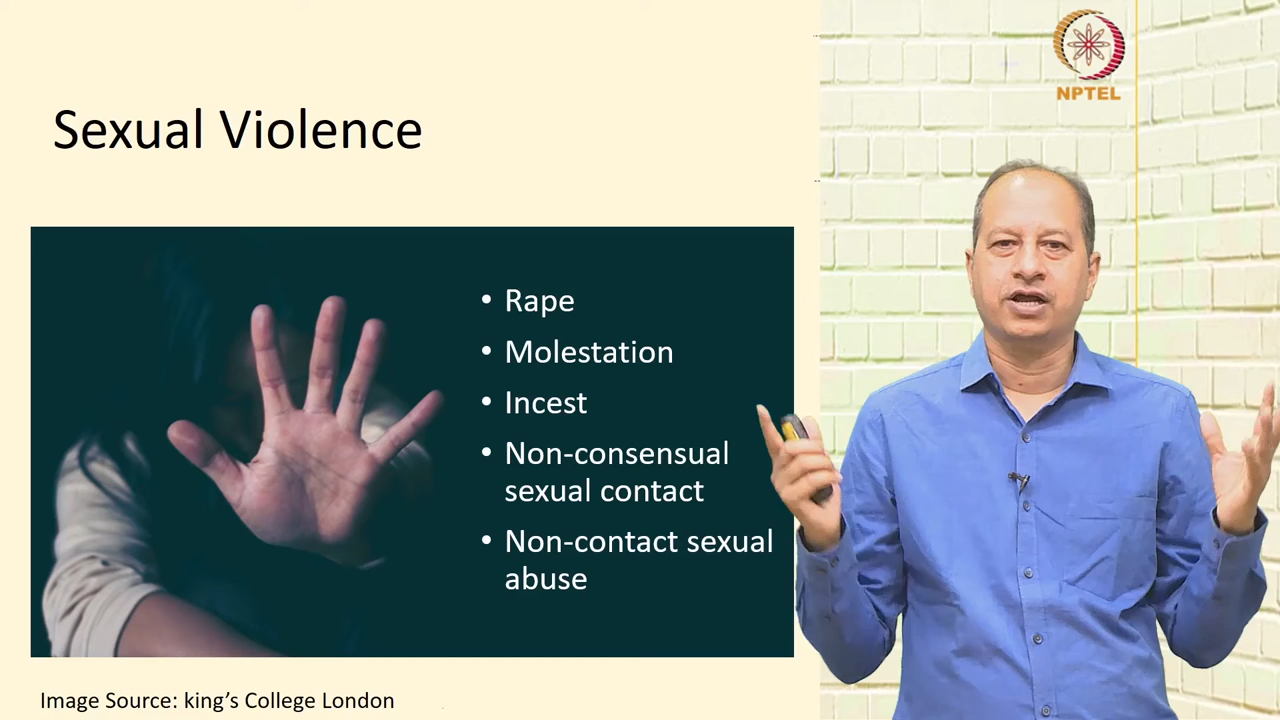 NPTEL
Sexual Violence
• Rape
• Molestation
• Incest
• Non-consensual
sexual contact
• Non-contact sexual
abuse
Image Source: king's College London